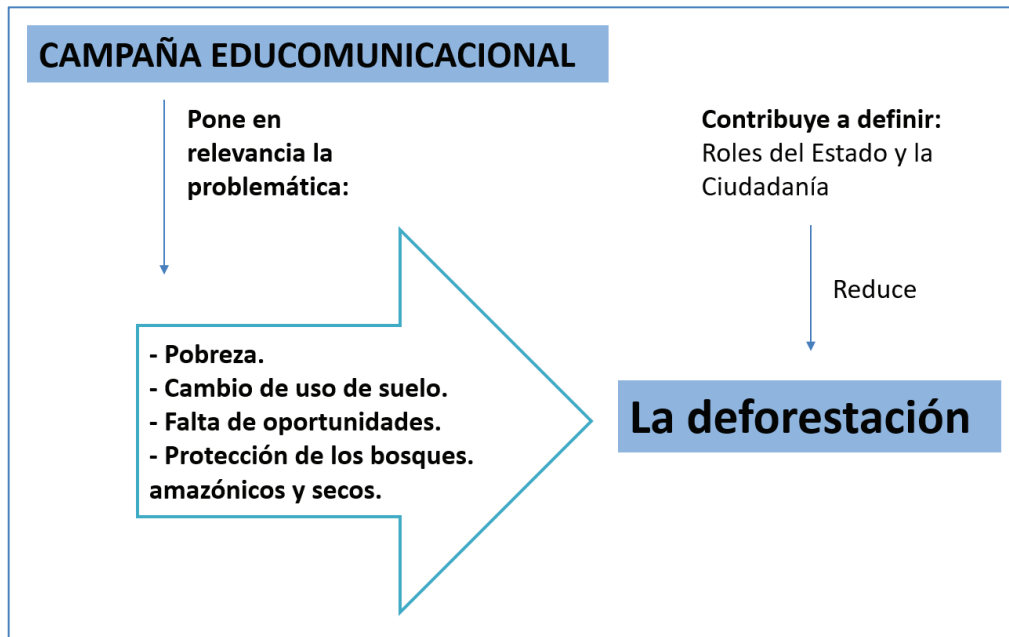 CAMPAÑA EDUCOMUNICACIONAL
Pone en
relevancia la
problemática:
Contribuye a definir:
Roles del Estado y la
Ciudadanía
Reduce
- Pobreza.
- Cambio de uso de suelo.
- Falta de oportunidades.
- Protección de los bosques.
amazónicos y secos.
La deforestación